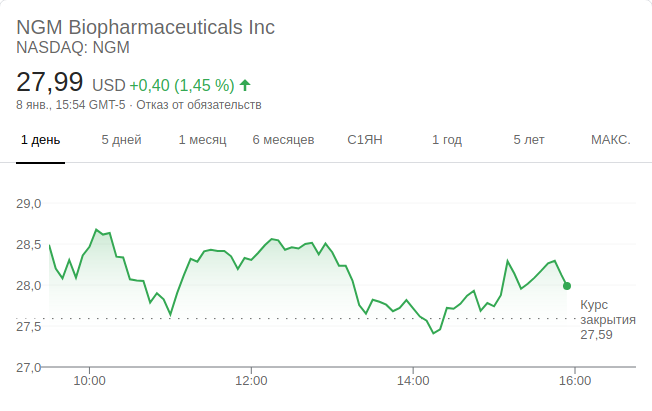 NGM Biopharmaceuticals Inc
NASDAQ: NGM
27,99 USD +0,40 (1,45 %)
8 янв., 15:54 GMT-5 · Отказ от обязательств
1 день 5 дней 1 месяц 6 месяцев С1ЯН 1 год 5 лет МАКС.
29,0
28,5
28,0
Курс
закрытия
27,59
27,5
27,0
10:00 12:00 14:00 16:00